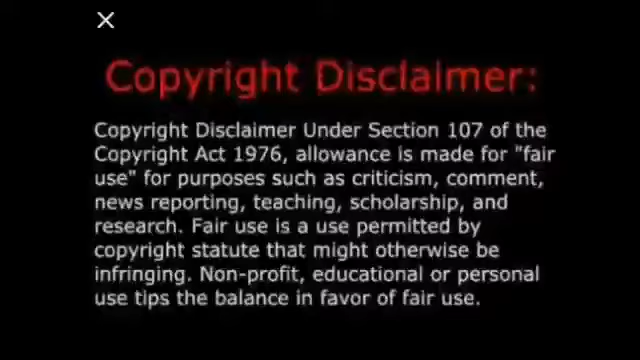 Copyright Disclaimer:
Copyright Disclaimer Under Section 107 of the
Copyright Act 1976, allowance is made for "fair
use" for purposes such as criticism, comment,
news reporting, teaching, scholarship, and
research. Fair use is a use permitted by
copyright statute that might otherwise be
infringing. Non-profit, educational or personal
use tips the balance in favor of fair use.